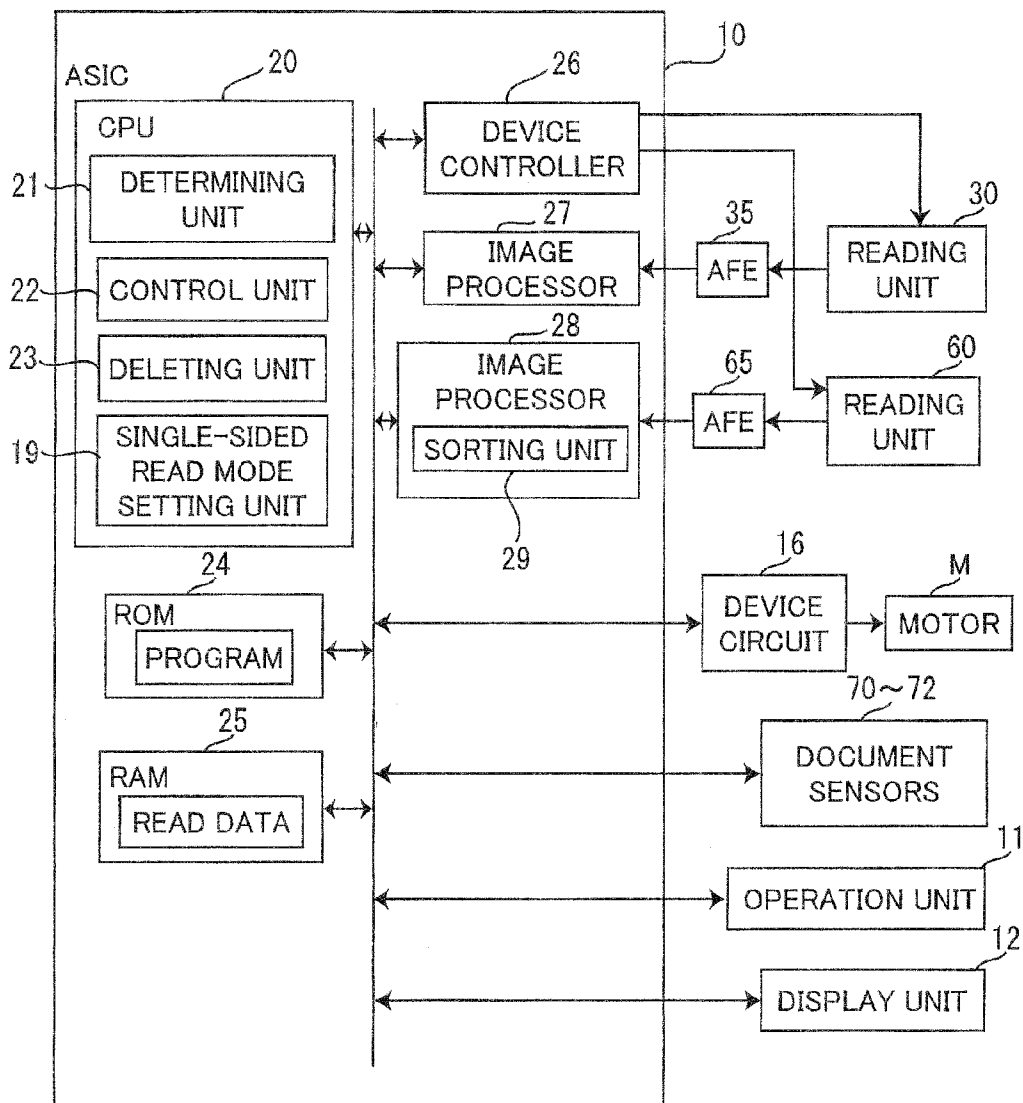 10
ASIC
20
CPU
21
DETERMINING
UNIT
22
CONTROL UNIT
23
DELETING UNIT
19
SINGLE-SIDED
READ MODE
SETTING UNIT
24
ROM
PROGRAM
25
RAM
READ DATA
26
DEVICE
CONTROLLER
27
IMAGE
PROCESSOR
28
IMAGE
PROCESSOR
SORTING UNIT
29
35
AFE
30
READING
UNIT
65
AFE
60
READING
UNIT
16
DEVICE
CIRCUIT
M
MOTOR
70~72
DOCUMENT
SENSORS
11
OPERATION UNIT
12
DISPLAY UNIT